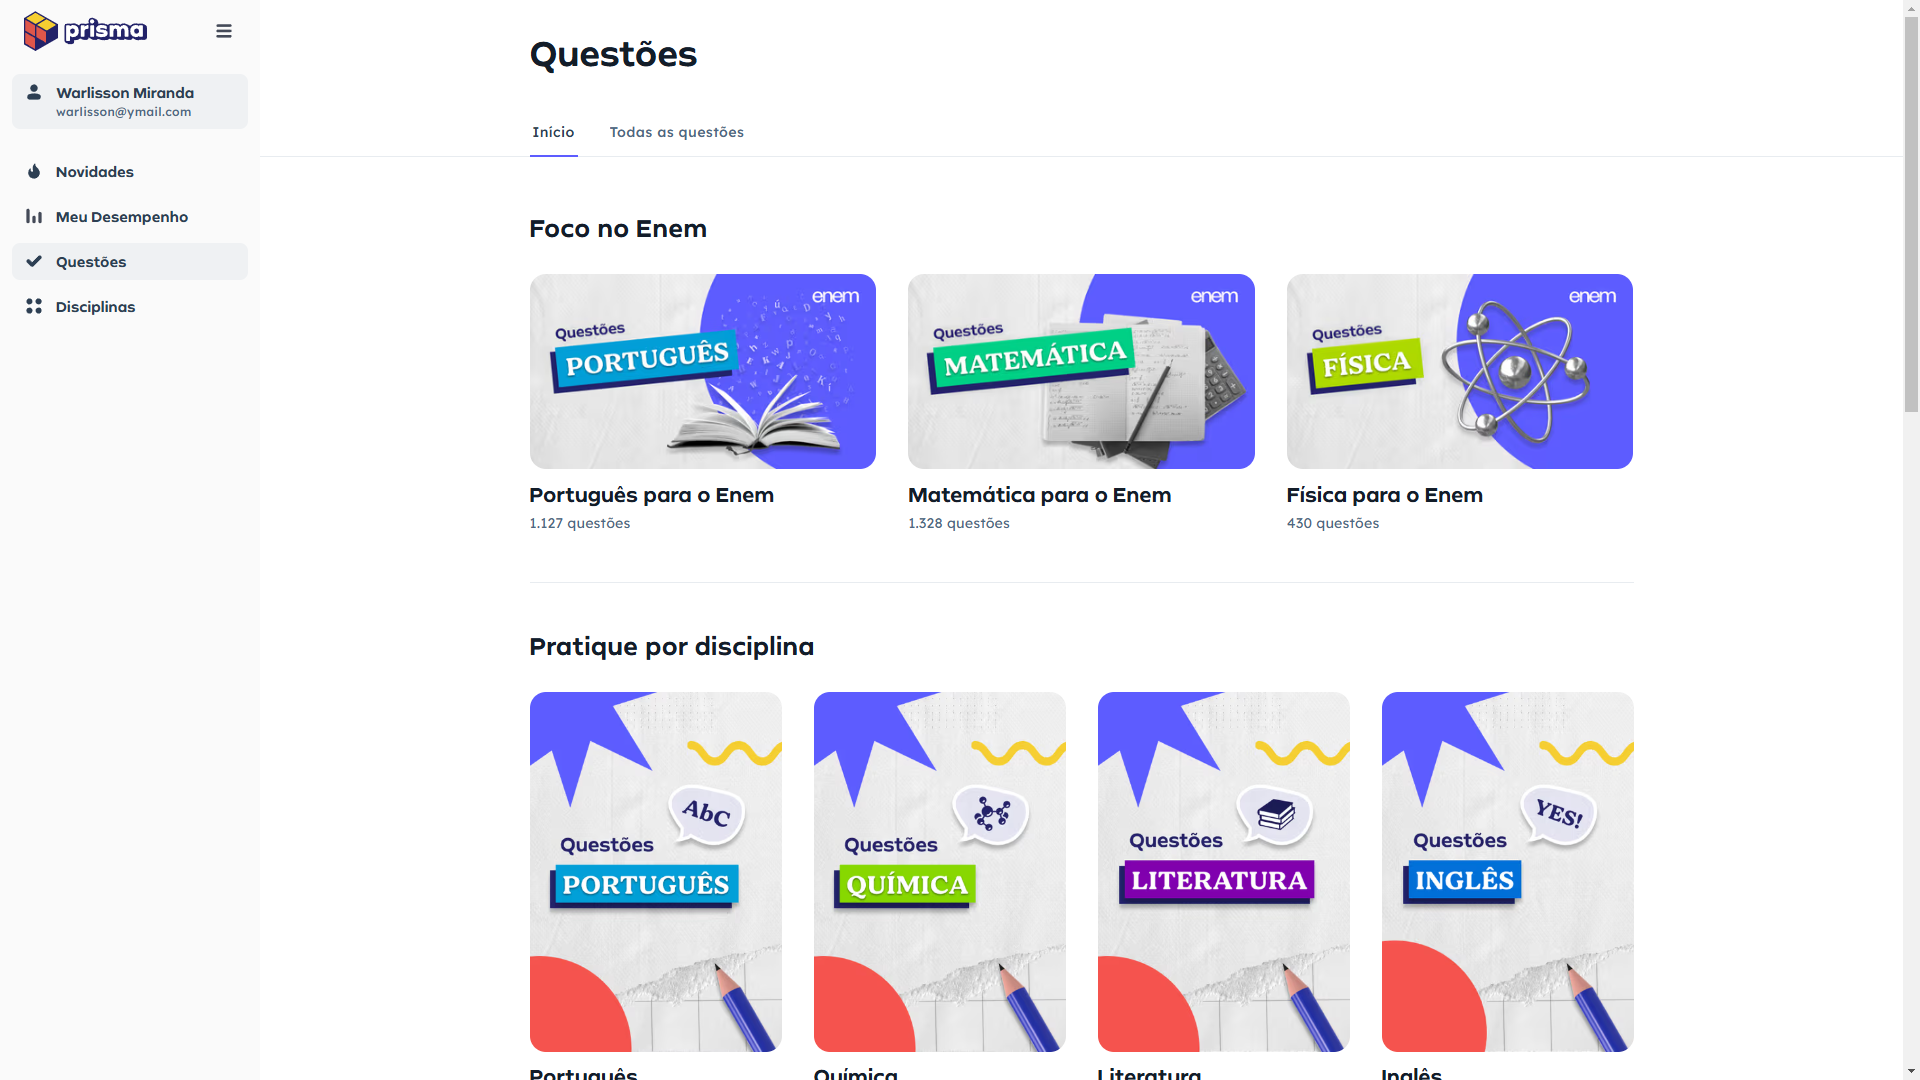 prisma
Warlisson Miranda
warlisson@ymail.com
Novidades
Meu Desempenho
Questões
Disciplinas
Questões
Início
Todas as questões
Foco no Enem
enem
Questões
PORTUGUÊS
Português para o Enem
1.127 questões
enem
Questões
MATEMÁTICA
Matemática para o Enem
1.328 questões
enem
Questões
FÍSICA
Física para o Enem
430 questões
Pratique por disciplina
AbC
Questões
PORTUGUÊS
Português
Questões
QUÍMICA
Química
Questões
LITERATURA
Literatura
YES!
Questões
INGLÊS
Inglês